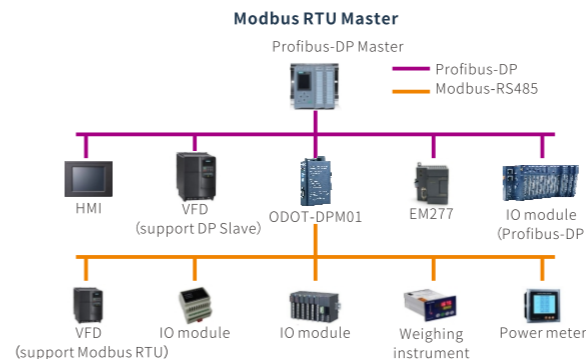 Modbus RTU Master
Profibus-DP Master
Profibus-DP
Modbus-RS485
HMI
VFD
(support DP Slave)
ODOT-DPM01
EM277
IO module
(Profibus-DP
VFD
(support Modbus RTU)
IO module
IO module
Weighing
instrument
Power meter